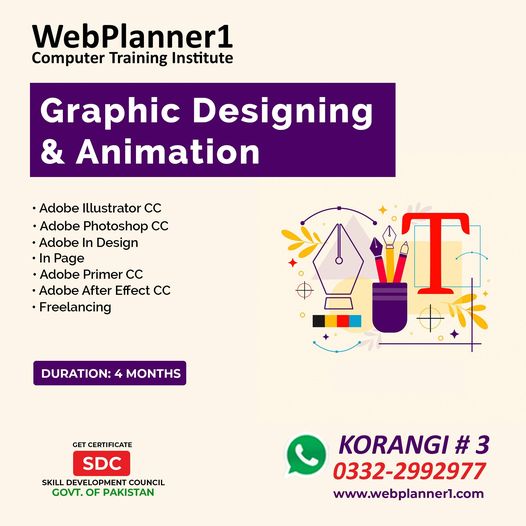 WebPlanner1
Computer Training Institute
Graphic Designing
& Animation
• Adobe Illustrator CC
• Adobe Photoshop CC
• Adobe In Design
• In Page
• Adobe Primer CC
• Adobe After Effect CC
• Freelancing
T
DURATION: 4 MONTHS
GET CERTIFICATE
SDC
SKILL DEVELOPMENT COUNCIL
GOVT. OF PAKISTAN
KORANGI # 3
0332-2992977
www.webplanner1.com